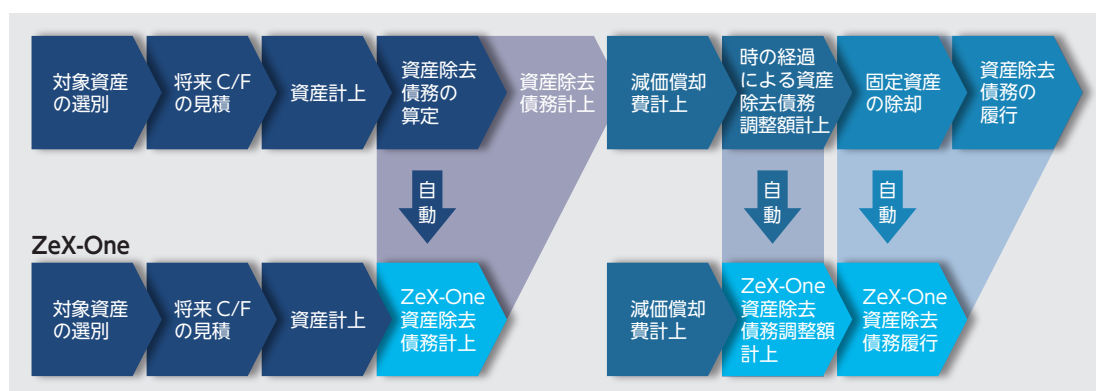 対象資産
の選別
将来 C/F
の見積
資産計上
資産除去
債務の
算定
資産除去
債務計上
減価償却
費計上
時の経過
による資産
除去債務
調整額計上
固定資産
の除却
資産除去
債務の
履行
自
動
自
動
自
動
ZeX-One
対象資産
の選別
将来 C/F
の見積
資産計上
ZeX-One
資産除去
債務計上
減価償却
費計上
ZeX-One
資産除去
債務調整額
計上
ZeX-One
資産除去
債務履行